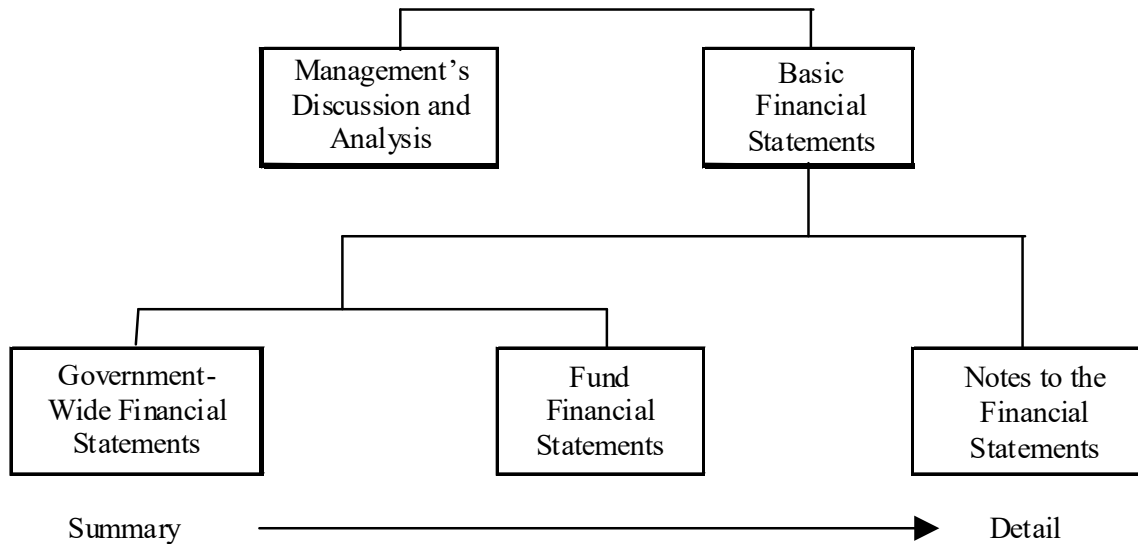 Management’s
Discussion and
Analysis
Basic
Financial
Statements
Government-
Wide Financial
Statements
Fund
Financial
Statements
Notes to the
Financial
Statements
Summary
Detail